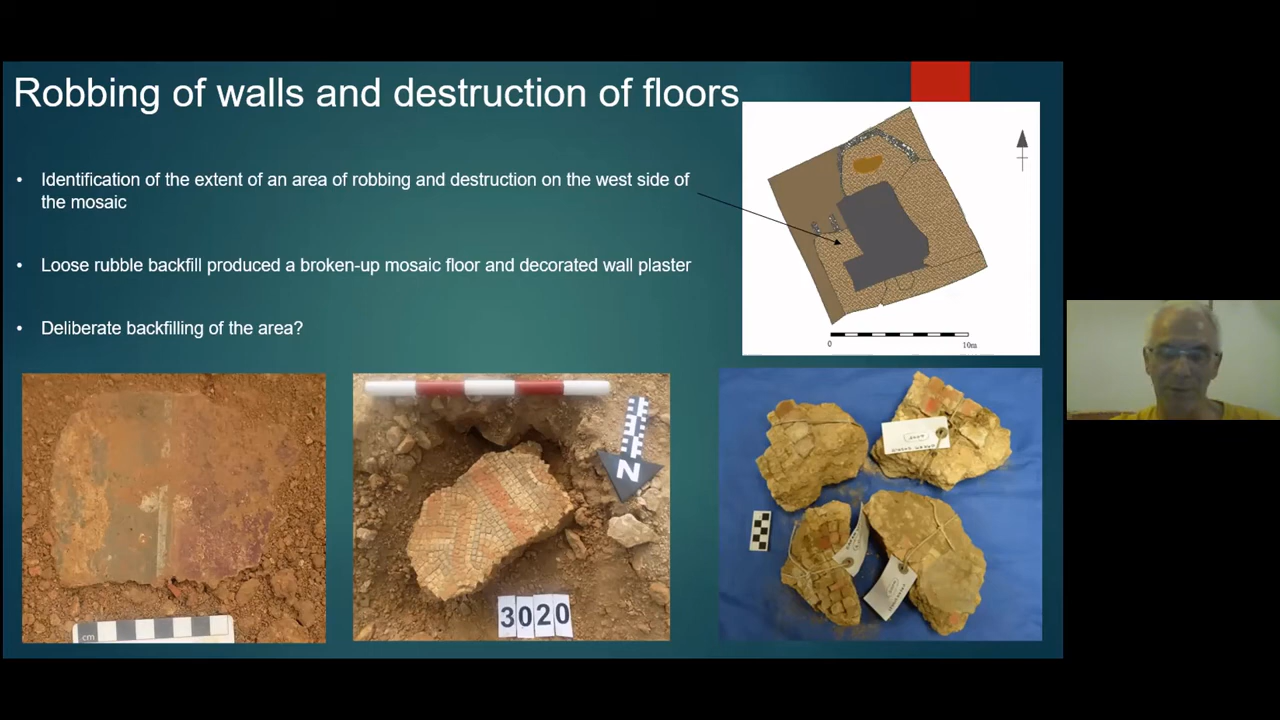 Robbing of walls and destruction of floors
• Identification of the extent of an area of robbing and destruction on the west side of
the mosaic
• Loose rubble backfill produced a broken-up mosaic floor and decorated wall plaster
• Deliberate backfilling of the area?
0 10m
cm
N
3020